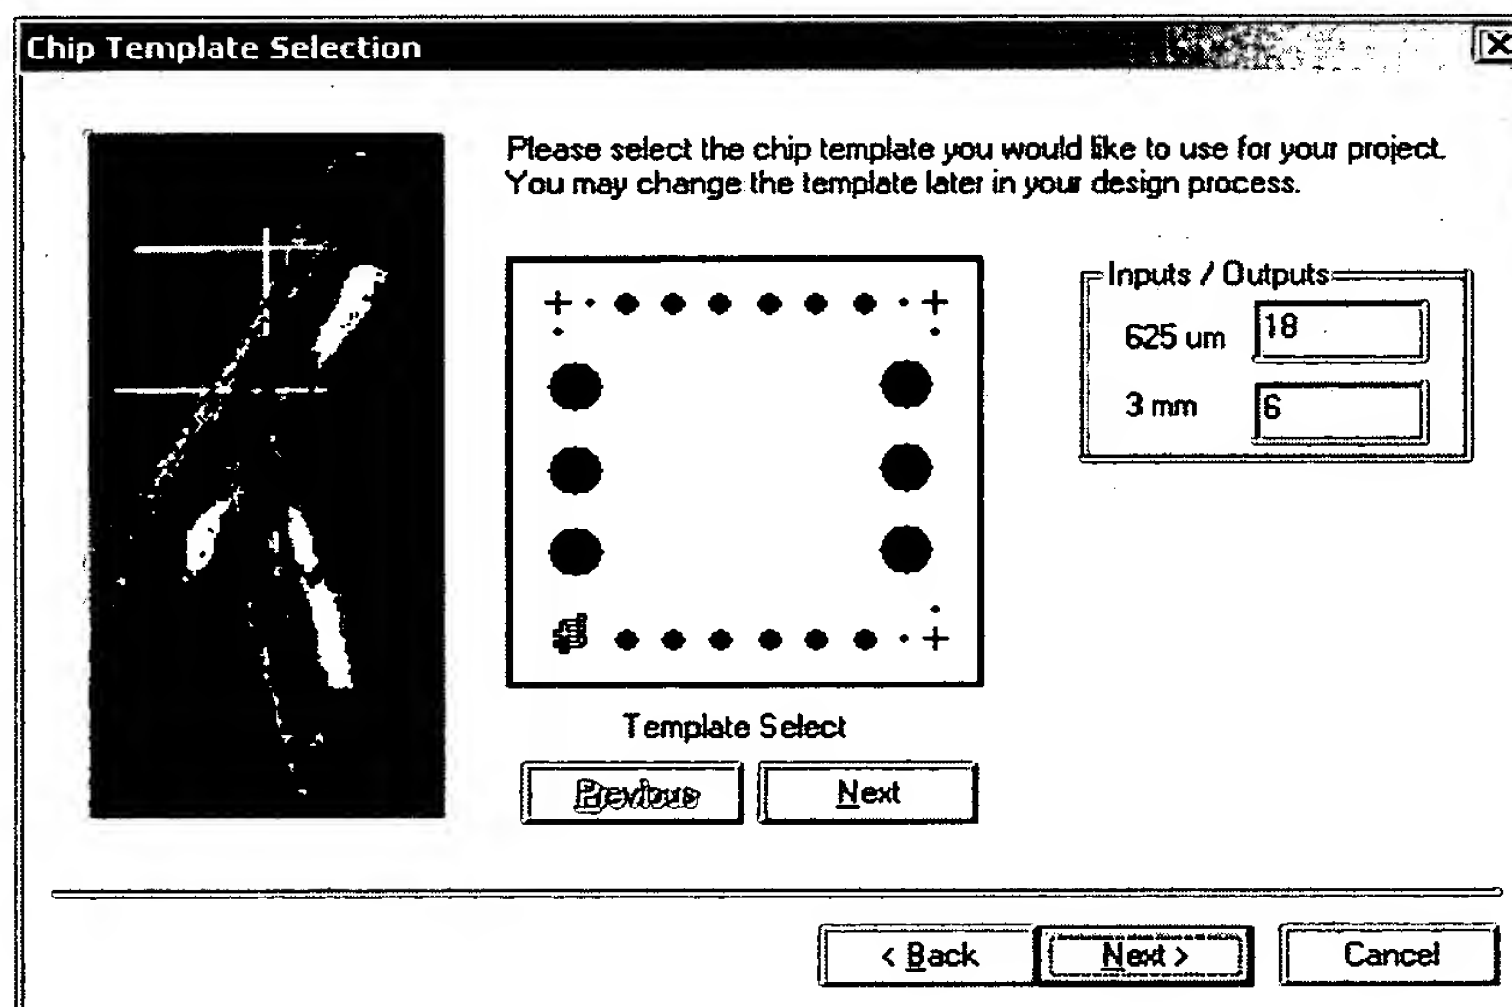 Chip Template Selection
Please select the chip template you would like to use for your project.
You may change the template later in your design process.
Inputs / Outputs
625 um 18
3 mm 6
Template Select
Previous Next
< Back Next > Cancel